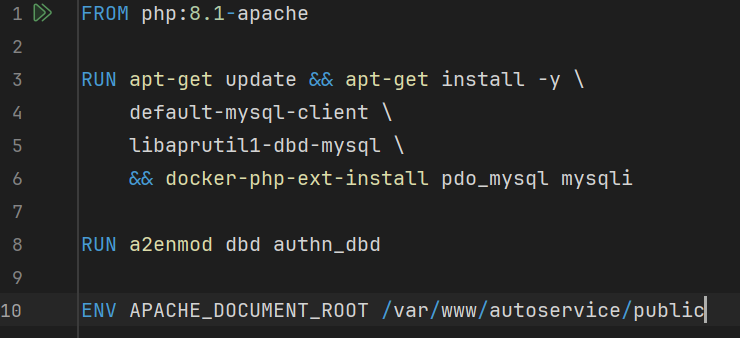 1 FROM php:8.1-apache
2
3 RUN apt-get update && apt-get install -y \
4 default-mysql-client \
5 libaprutil1-dbd-mysql \
6 && docker-php-ext-install pdo_mysql mysqli
7
8 RUN a2enmod dbd authn_dbd
9
10 ENV APACHE_DOCUMENT_ROOT /var/www/autoservice/public